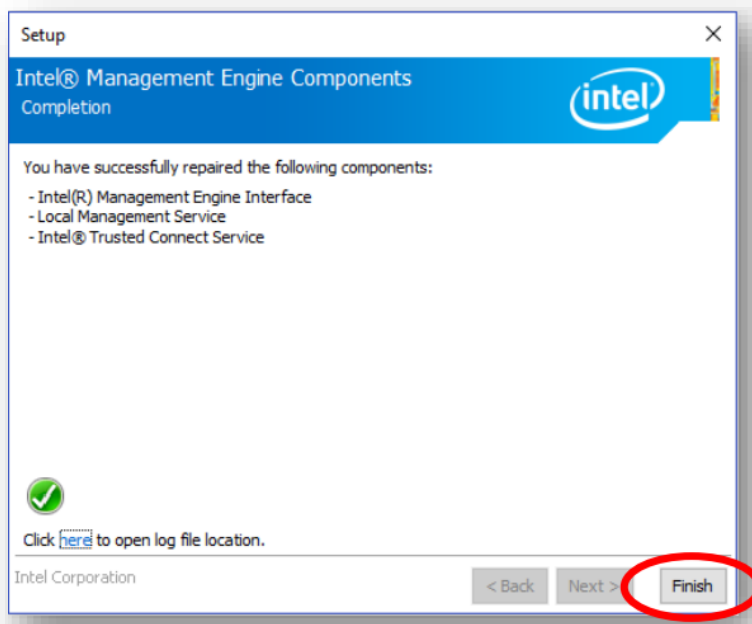 Setup
Intel® Management Engine Components
Completion
intel
You have successfully repaired the following components:
- Intel(R) Management Engine Interface
- Local Management Service
- Intel® Trusted Connect Service
Click here to open log file location.
Intel Corporation
< Back Next > Finish